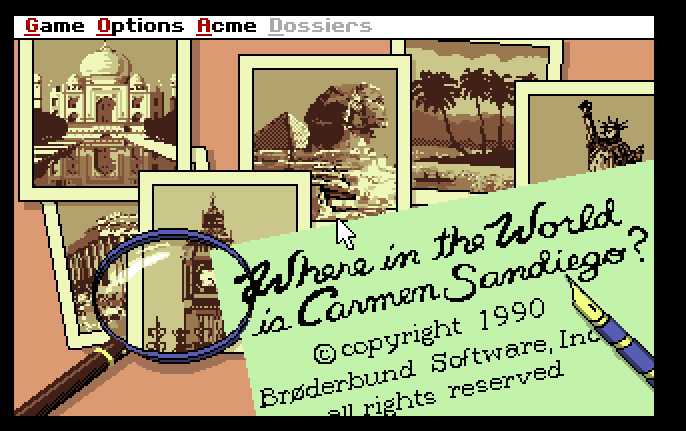 Game Options Acme Dossiers
Where in the World
is Carmen Sandiego?
© copyright 1990
Brøderbund Software, Inc
all rights reserved